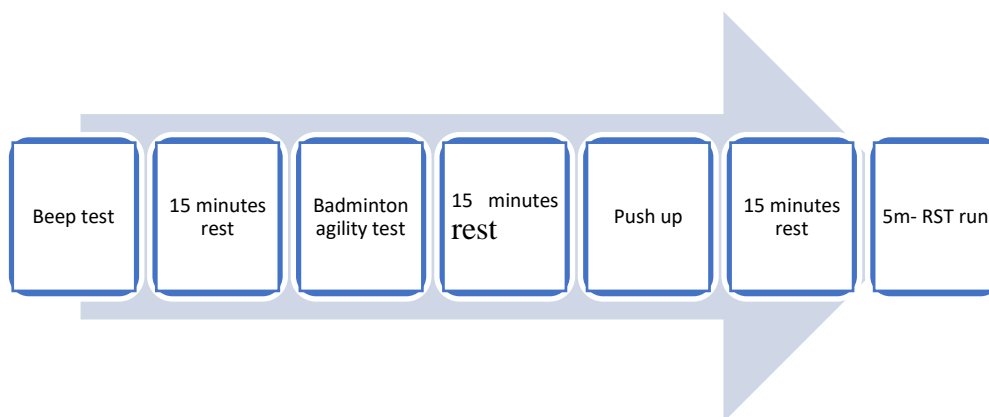 Beep test
15 minutes
rest
Badminton
agility test
15 minutes
rest
Push up
15 minutes
rest
5m- RST run